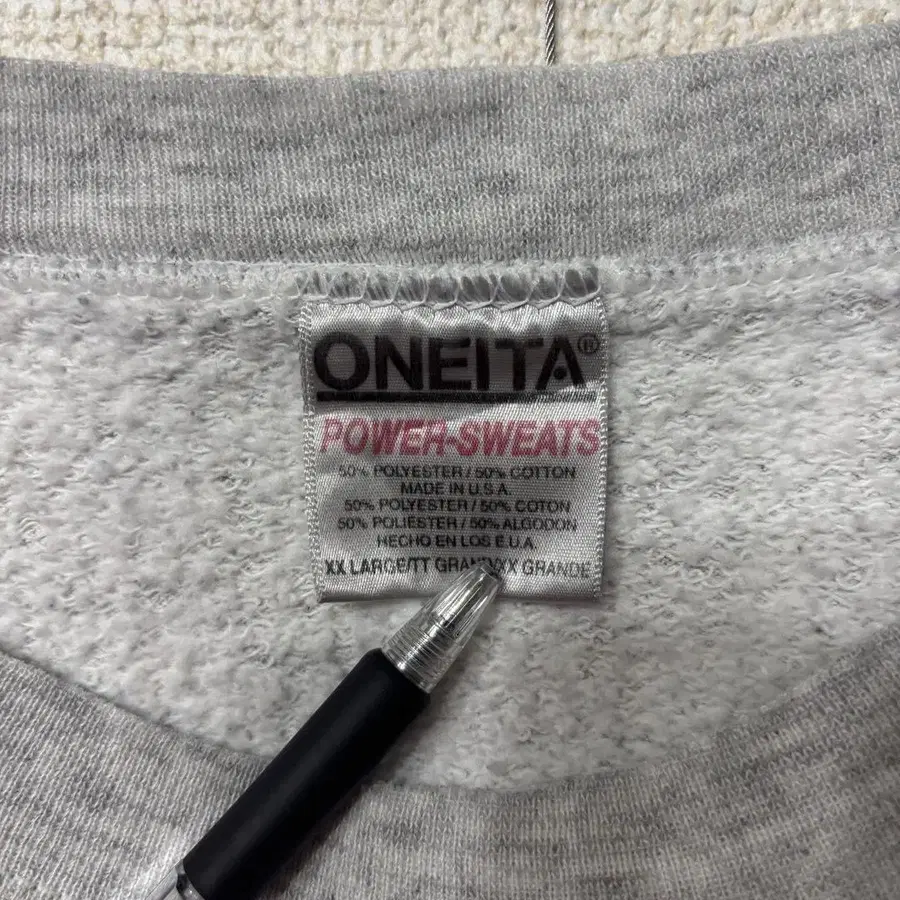 ONEITA®
POWER-SWEATS
50% POLYESTER / 50% COTTON
MADE IN U.S.A
50% POLYESTER / 50% COTON
50% POLIESTER / 50% ALGODON
HECHO EN LOS E.U.A.
XX LARGE/TT GRAND/XX GRANDE